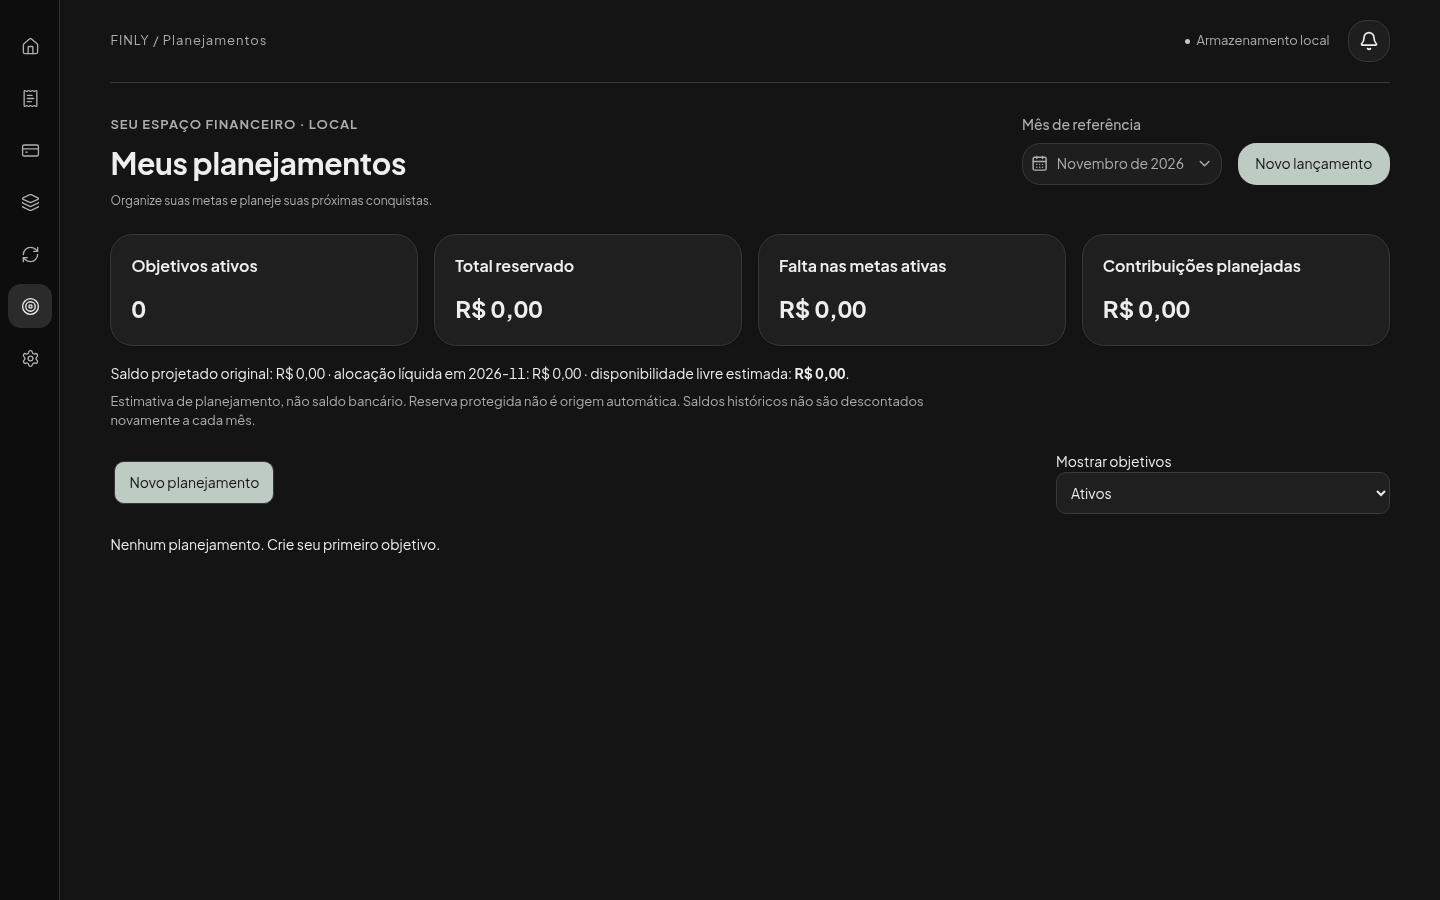 FINLY / Planejamentos
Armazenamento local
SEU ESPAÇO FINANCEIRO · LOCAL
Meus planejamentos
Organize suas metas e planeje suas próximas conquistas.
Mês de referência
Novembro de 2026
Novo lançamento
Objetivos ativos
0
Total reservado
R$ 0,00
Falta nas metas ativas
R$ 0,00
Contribuições planejadas
R$ 0,00
Saldo projetado original: R$ 0,00 · alocação líquida em 2026-11: R$ 0,00 · disponibilidade livre estimada: R$ 0,00.
Estimativa de planejamento, não saldo bancário. Reserva protegida não é origem automática. Saldos históricos não são descontados
novamente a cada mês.
Novo planejamento
Mostrar objetivos
Ativos
Nenhum planejamento. Crie seu primeiro objetivo.